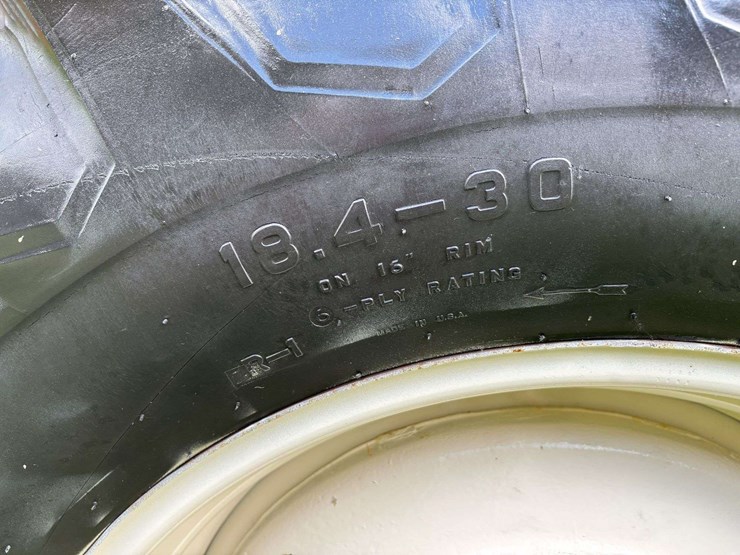 18.4-30
ON 16" RIM
6-PLY RATING
MADE IN U.S.A.
R-1